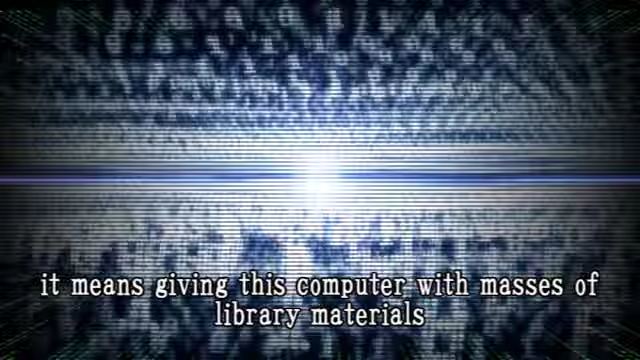 it means giving this computer with masses of
library materials